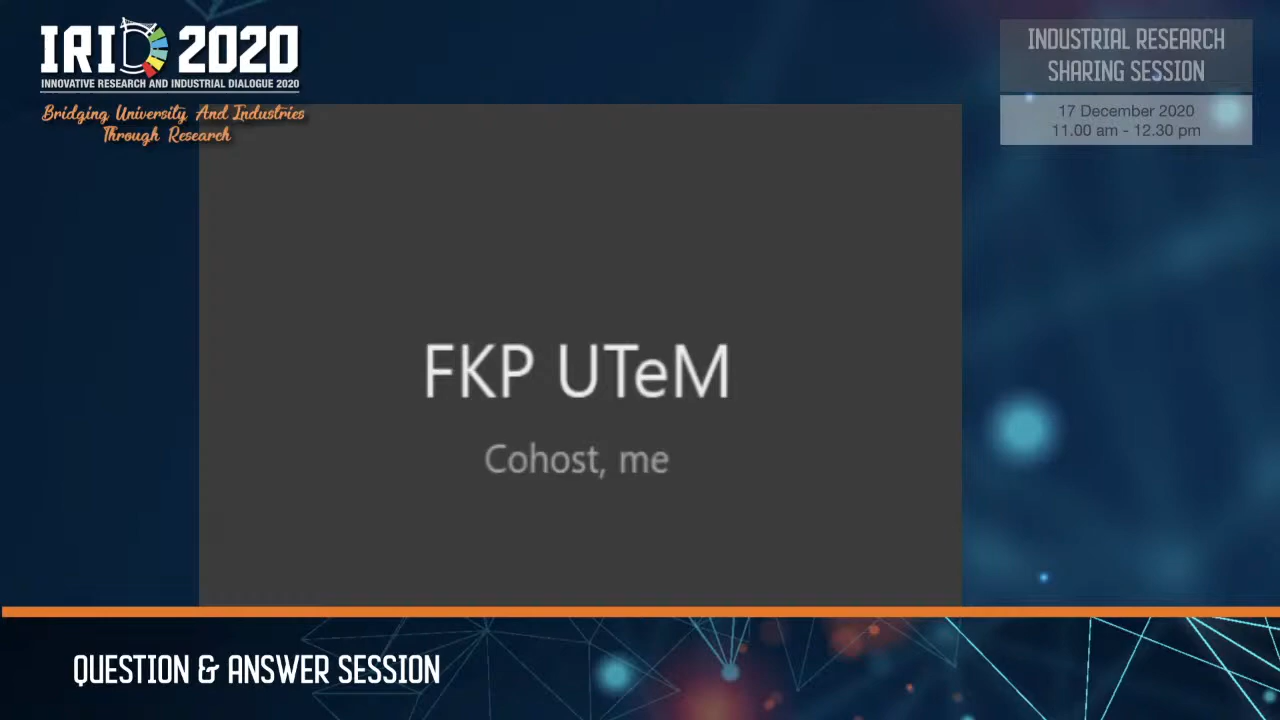 IRID 2020
INNOVATIVE RESEARCH AND INDUSTRIAL DIALOGUE 2020
Bridging University And Industries
Through Research
INDUSTRIAL RESEARCH
SHARING SESSION
17 December 2020
11.00 am - 12.30 pm
FKP UTeM
Cohost, me
QUESTION & ANSWER SESSION